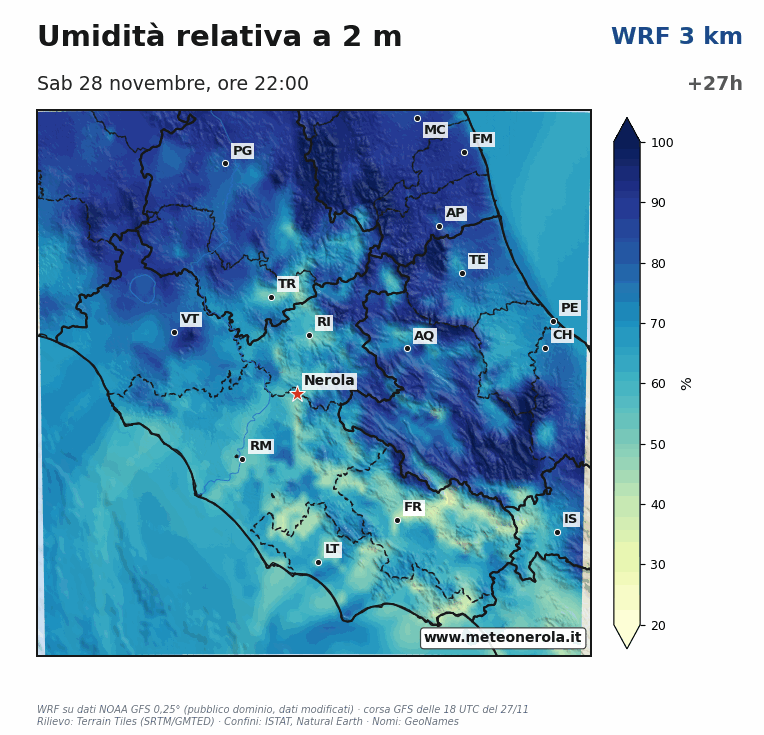 Umidità relativa a 2 m
WRF 3 km
Sab 28 novembre, ore 22:00
+27h
MC
FM
PG
AP
TE
TR
PE
VT
RI
AQ
CH
Nerola
RM
FR
IS
LT
www.meteonerola.it
100
90
80
70
60
50
40
30
20
%
WRF su dati NOAA GFS 0,25° (pubblico dominio, dati modificati) · corsa GFS delle 18 UTC del 27/11
Rilievo: Terrain Tiles (SRTM/GMTED) · Confini: ISTAT, Natural Earth · Nomi: GeoNames